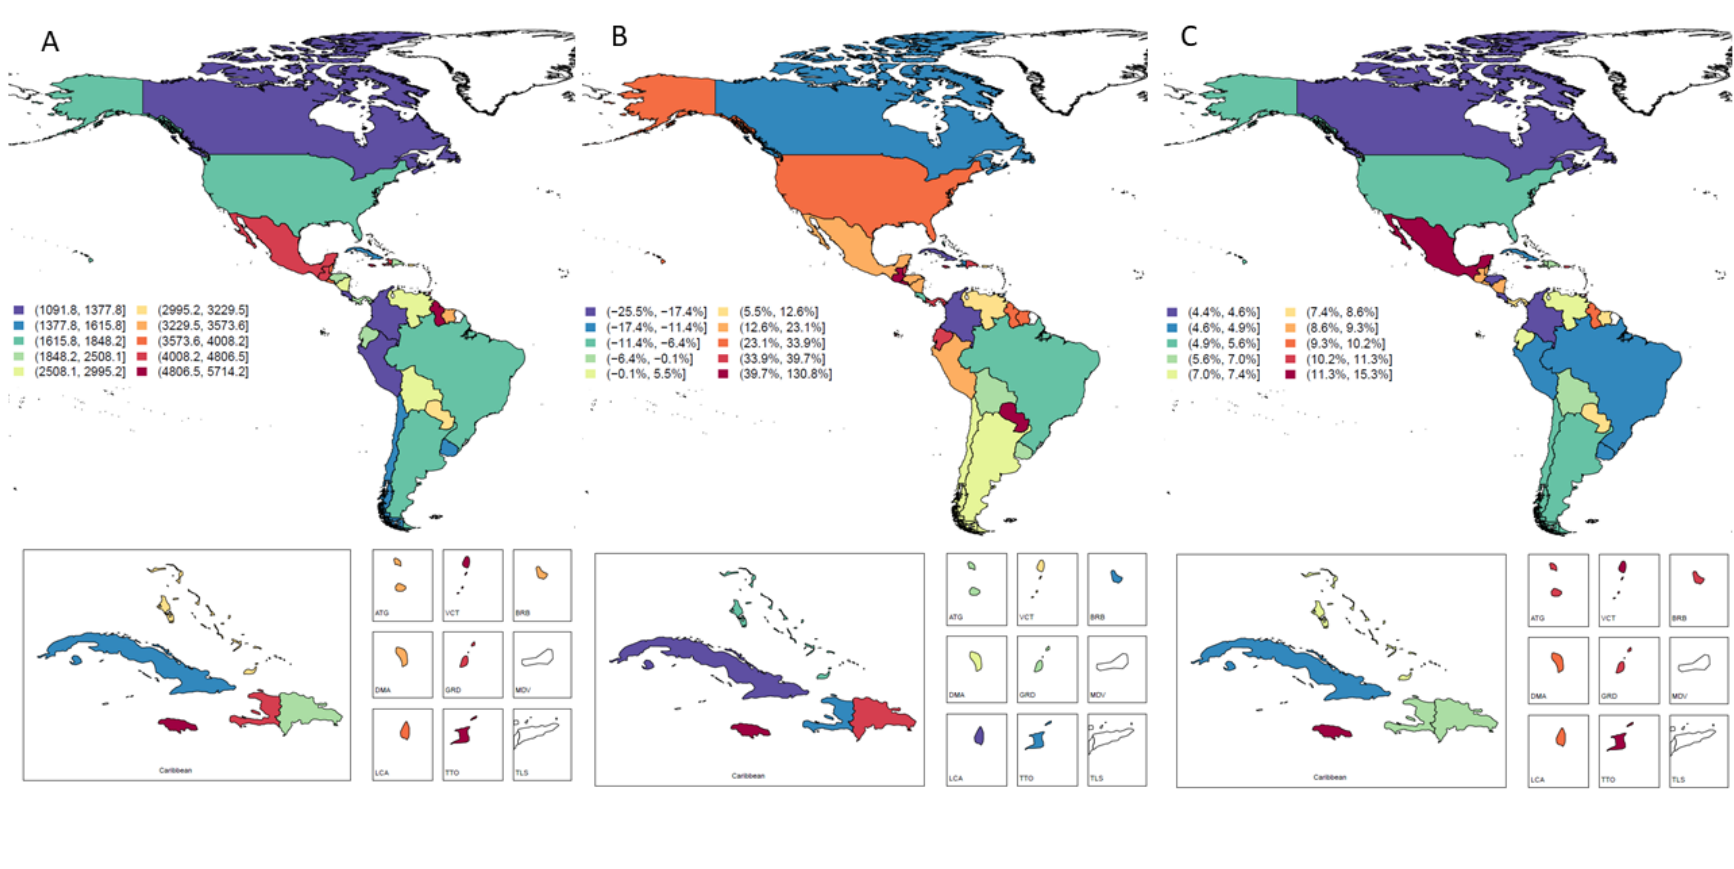 A
B
C
(1091.8, 1377.8] (2995.2, 3229.5]
(1377.8, 1615.8] (3229.5, 3573.6]
(1615.8, 1848.2] (3573.6, 4008.2]
(1848.2, 2508.1] (4008.2, 4806.5]
(2508.1, 2995.2] (4806.5, 5714.2]
(−25.5%, −17.4%] (5.5%, 12.6%]
(−17.4%, −11.4%] (12.6%, 23.1%]
(−11.4%, −6.4%] (23.1%, 33.9%]
(−6.4%, −0.1%] (33.9%, 39.7%]
(−0.1%, 5.5%] (39.7%, 130.8%]
(4.4%, 4.6%] (7.4%, 8.6%]
(4.6%, 4.9%] (8.6%, 9.3%]
(4.9%, 5.6%] (9.3%, 10.2%]
(5.6%, 7.0%] (10.2%, 11.3%]
(7.0%, 7.4%] (11.3%, 15.3%]
Caribbean
ATG VCT BRB
DMA GRD MDV
LCA TTO TLS
Caribbean
ATG VCT BRB
DMA GRD MDV
LCA TTO TLS
Caribbean
ATG VCT BRB
DMA GRD MDV
LCA TTO TLS